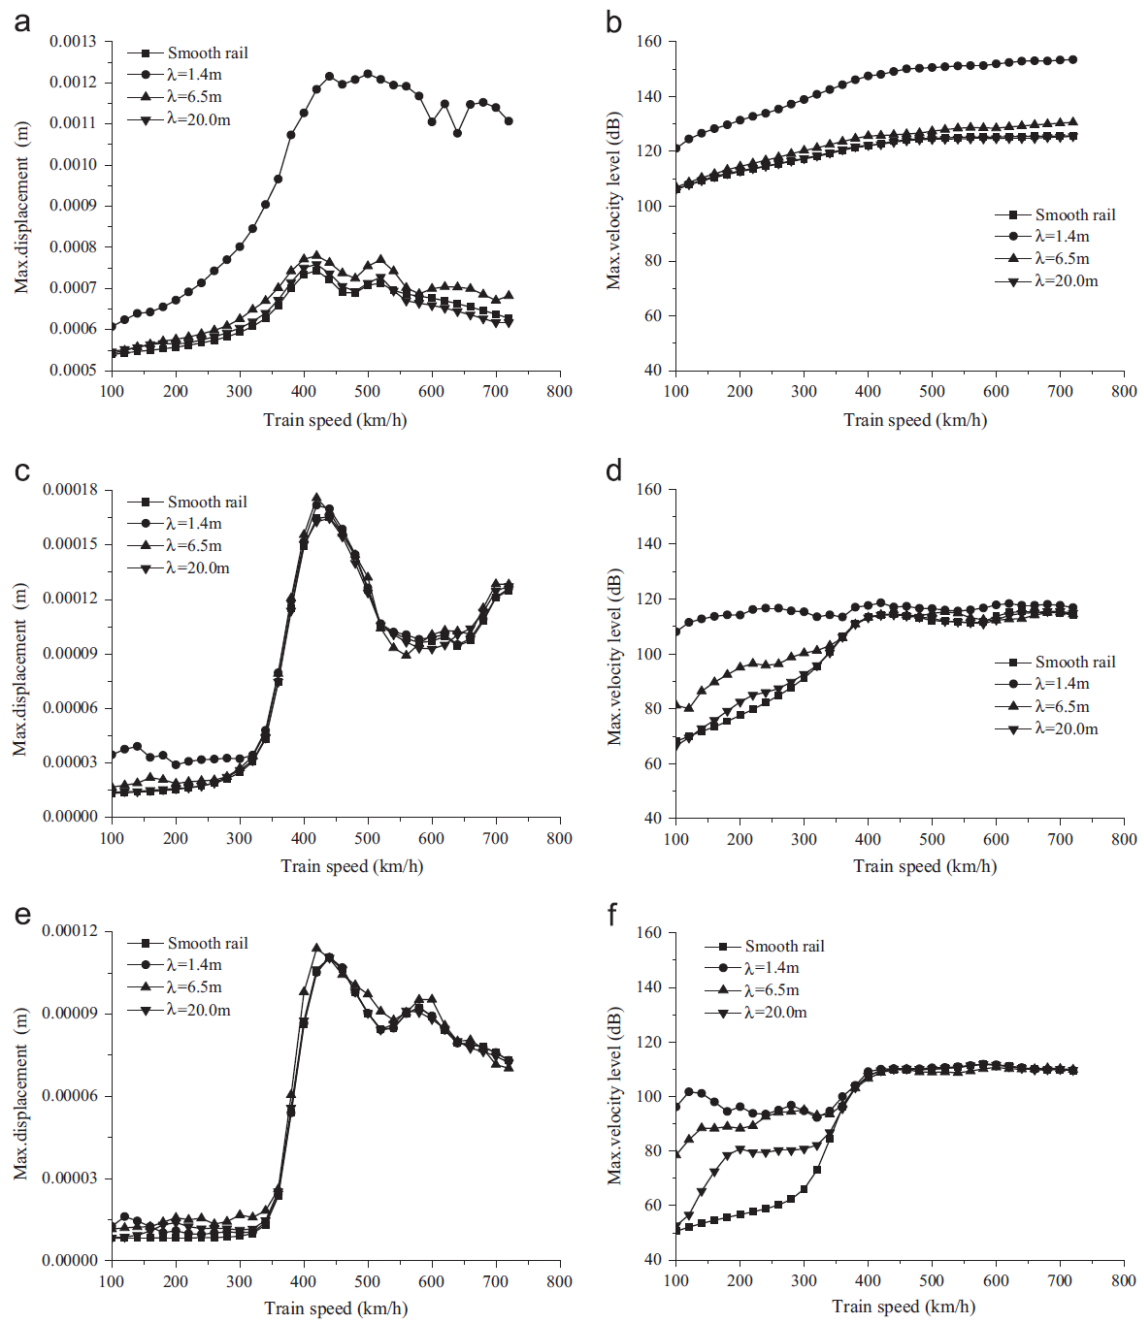 a
0.0013
0.0012
0.0011
0.0010
0.0009
0.0008
0.0007
0.0006
0.0005
Max.displacement (m)
Smooth rail
λ=1.4m
λ=6.5m
λ=20.0m
100 200 300 400 500 600 700 800
Train speed (km/h)
b
160
140
120
100
80
60
40
Max.velocity level (dB)
Smooth rail
λ=1.4m
λ=6.5m
λ=20.0m
100 200 300 400 500 600 700 800
Train speed (km/h)
c
0.00018
0.00015
0.00012
0.00009
0.00006
0.00003
0.00000
Max.displacement (m)
Smooth rail
λ=1.4m
λ=6.5m
λ=20.0m
100 200 300 400 500 600 700 800
Train speed (km/h)
d
160
140
120
100
80
60
40
Max.velocity level (dB)
Smooth rail
λ=1.4m
λ=6.5m
λ=20.0m
100 200 300 400 500 600 700 800
Train speed (km/h)
e
0.00012
0.00009
0.00006
0.00003
0.00000
Max.displacement (m)
Smooth rail
λ=1.4m
λ=6.5m
λ=20.0m
100 200 300 400 500 600 700 800
Train speed (km/h)
f
160
140
120
100
80
60
40
Max.velocity level (dB)
Smooth rail
λ=1.4m
λ=6.5m
λ=20.0m
100 200 300 400 500 600 700 800
Train speed (km/h)